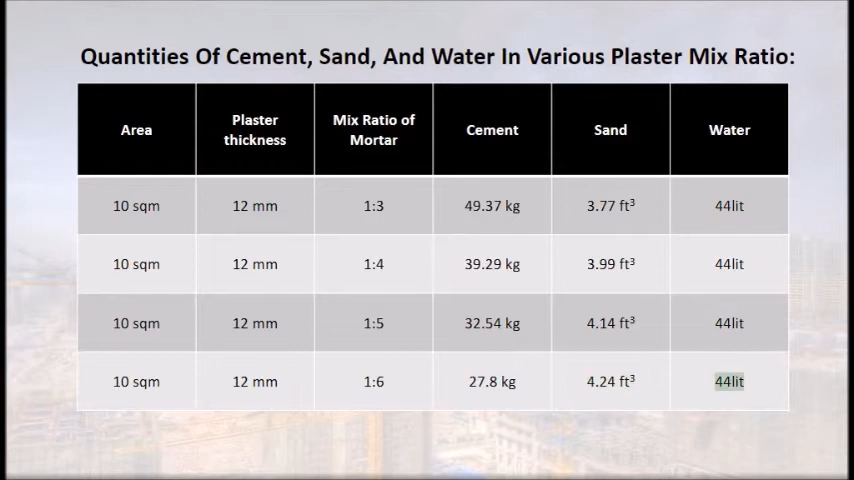 Quantities Of Cement, Sand, And Water In Various Plaster Mix Ratio:
Area Plaster thickness Mix Ratio of Mortar Cement Sand Water
10 sqm 12 mm 1:3 49.37 kg 3.77 ft³ 44lit
10 sqm 12 mm 1:4 39.29 kg 3.99 ft³ 44lit
10 sqm 12 mm 1:5 32.54 kg 4.14 ft³ 44lit
10 sqm 12 mm 1:6 27.8 kg 4.24 ft³ 44lit